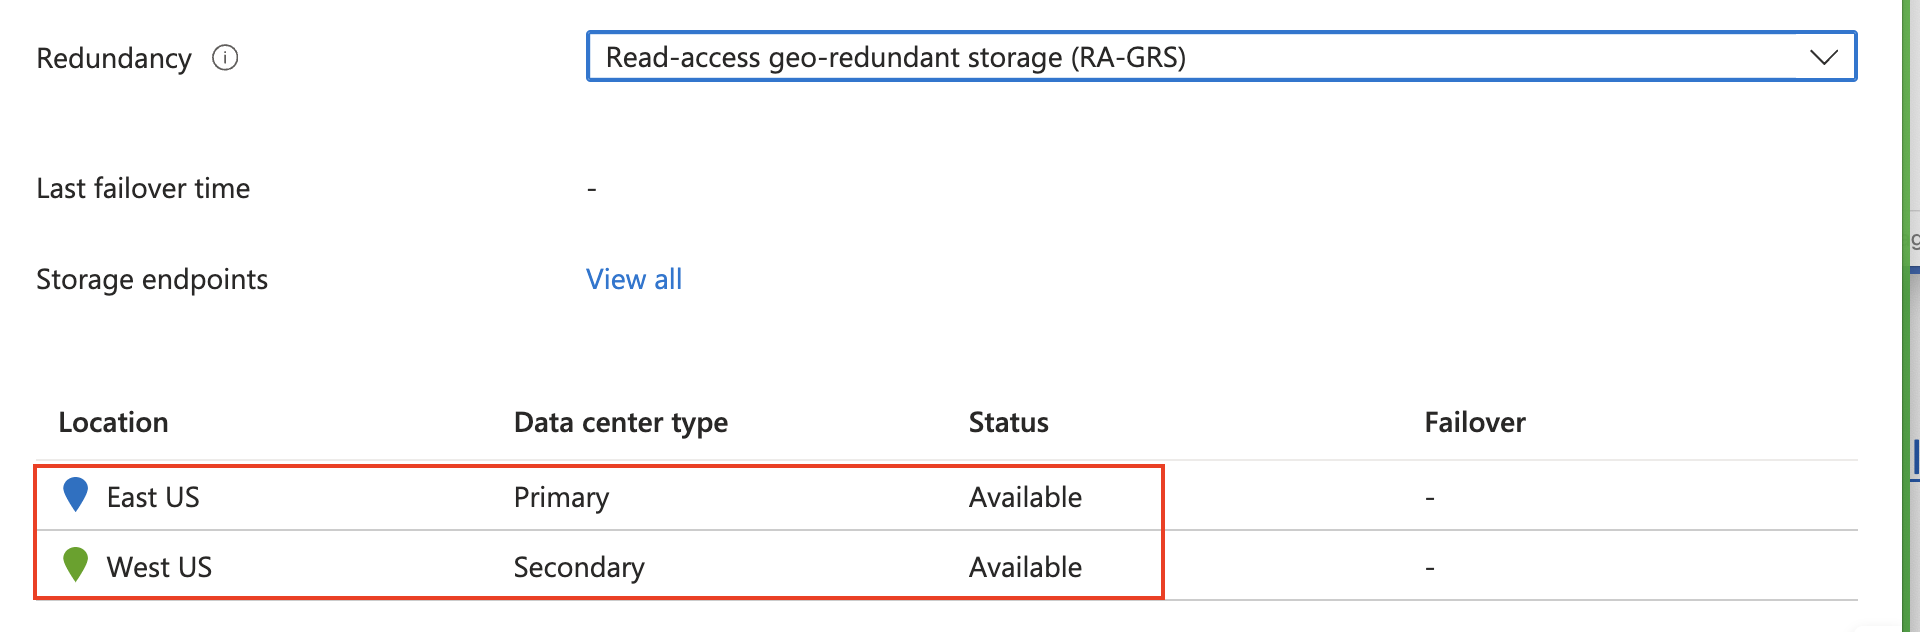 Redundancy
Read-access geo-redundant storage (RA-GRS)
Last failover time
-
Storage endpoints
View all
Location Data center type Status Failover
East US Primary Available -
West US Secondary Available -